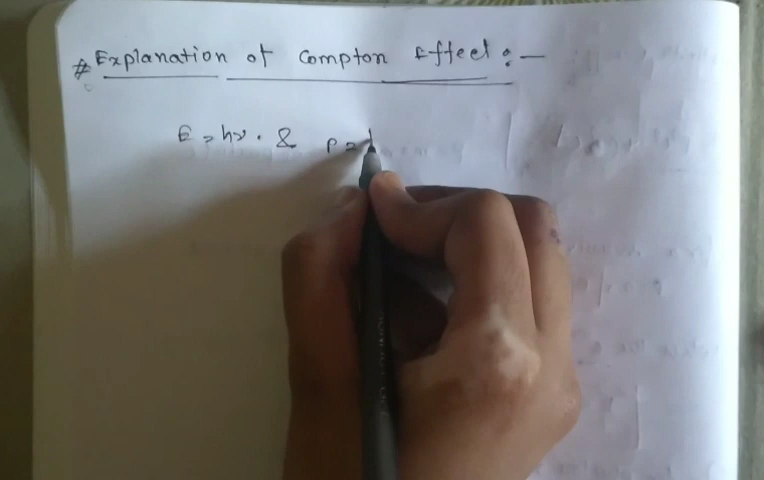 # Explanation of Compton Effect :-
E = hν. & P =